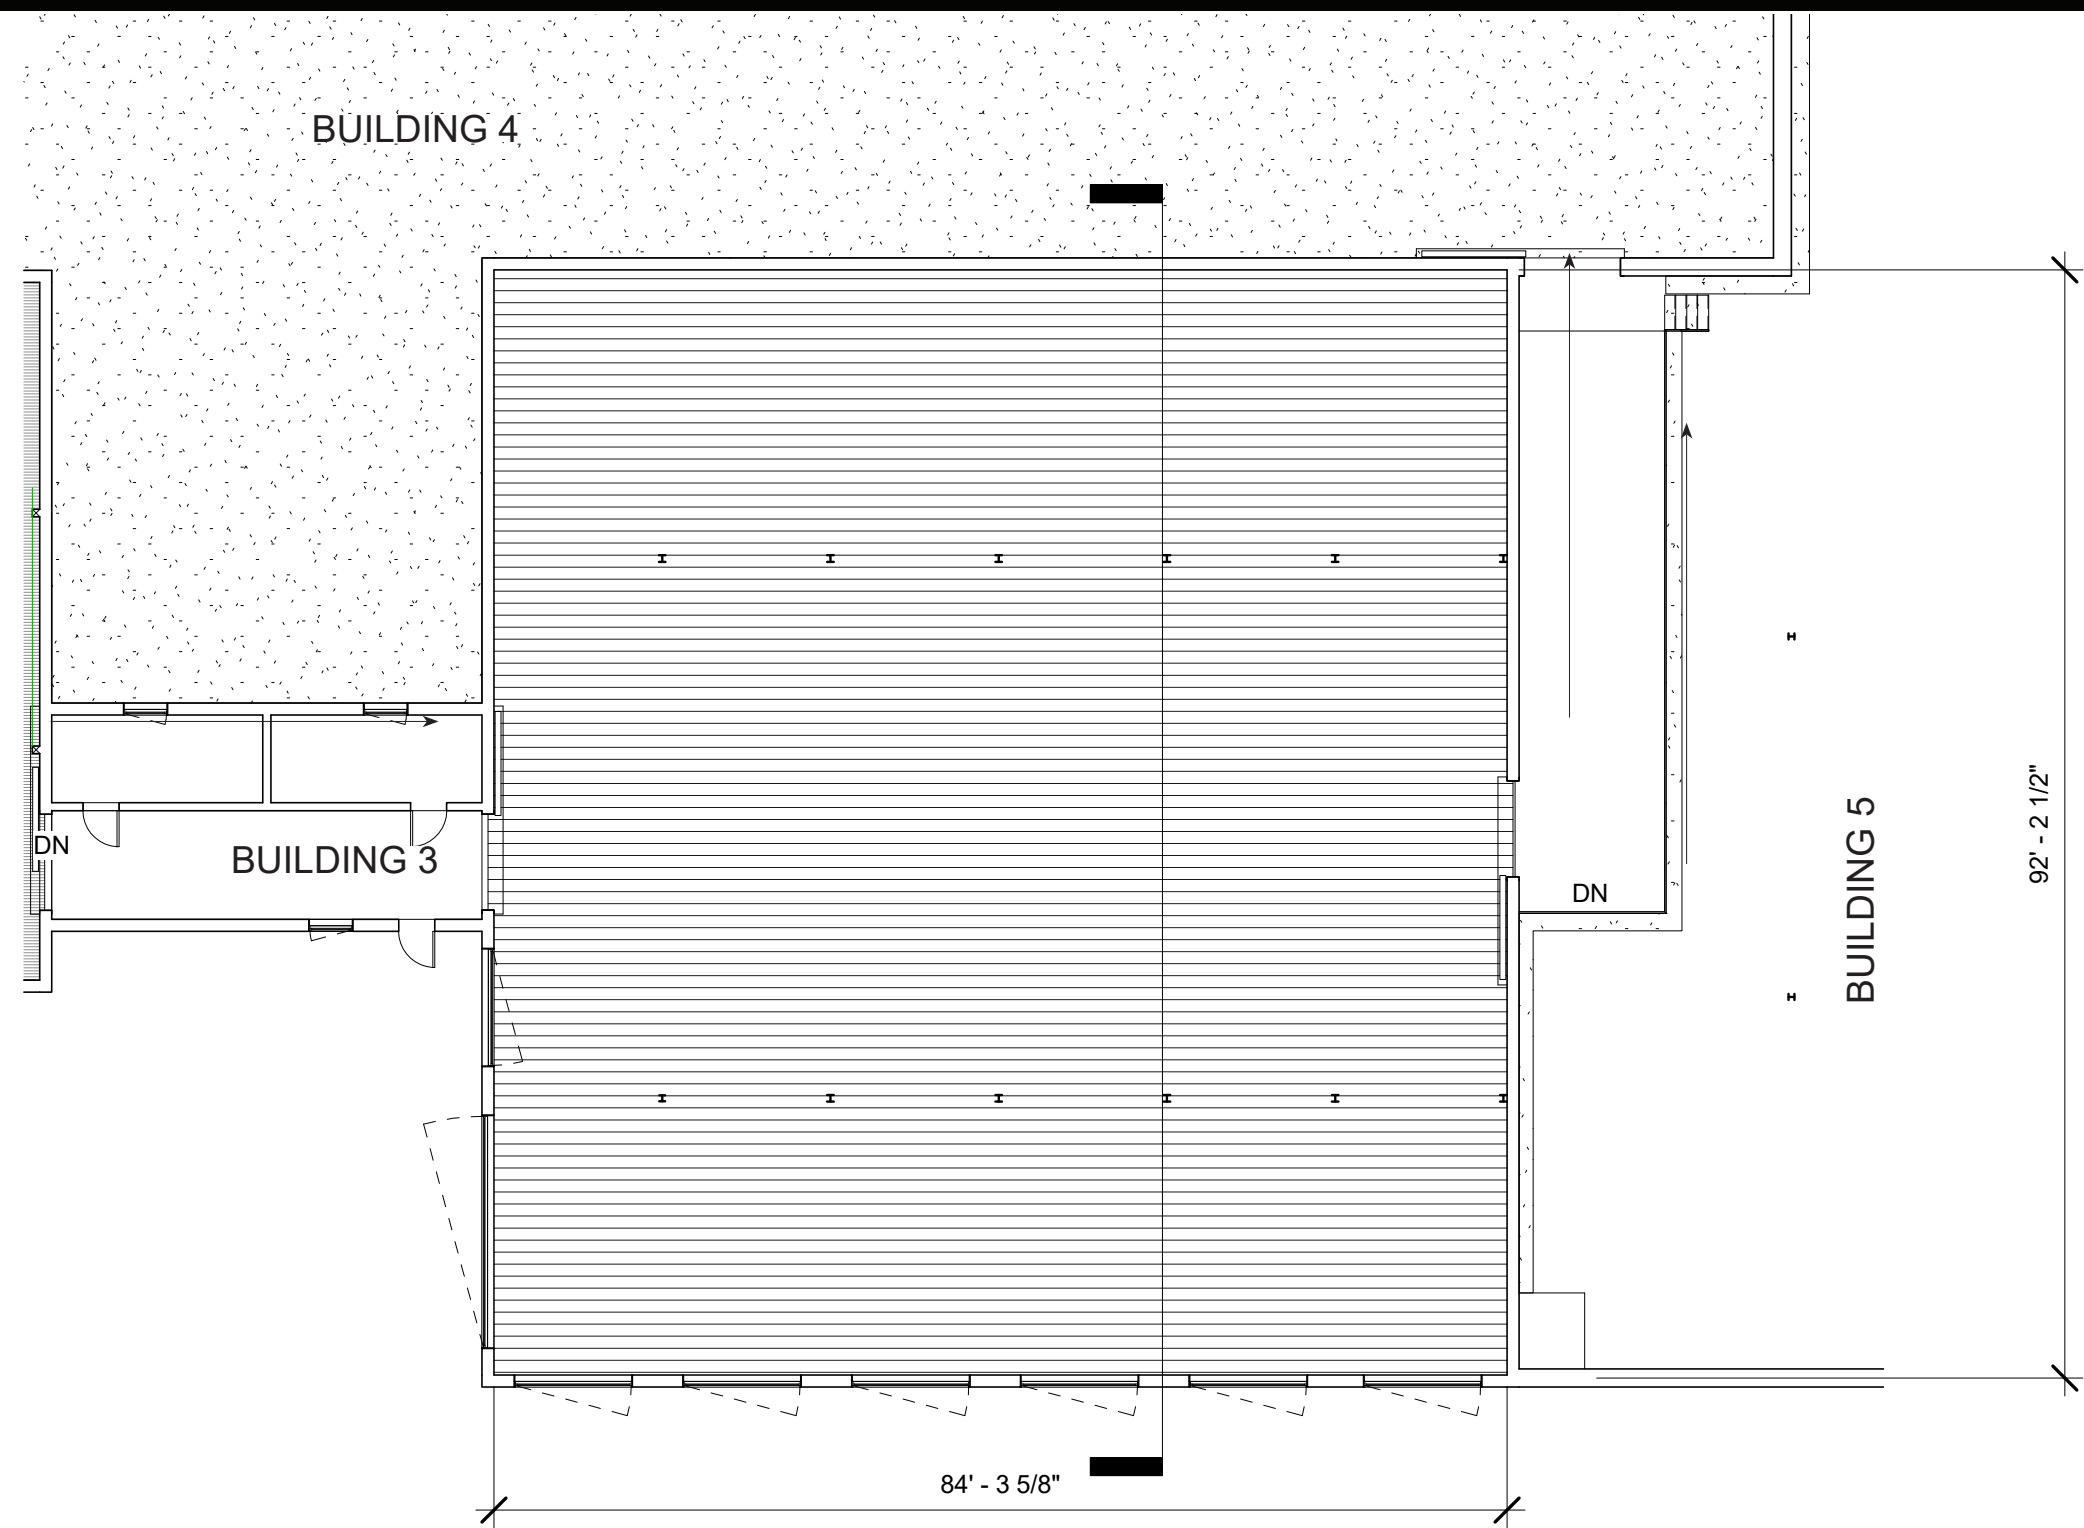 BUILDING 4
DN
BUILDING 3
DN
BUILDING 5
92' - 2 1/2"
84' - 3 5/8"